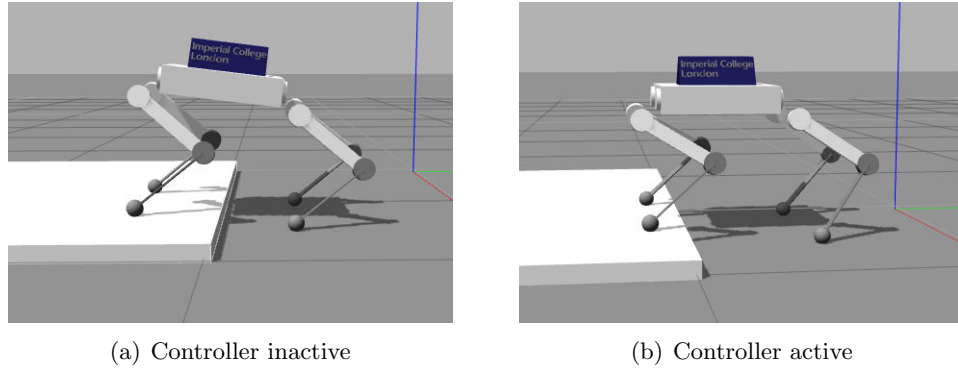 Imperial College
London
Imperial College
London
(a) Controller inactive
(b) Controller active